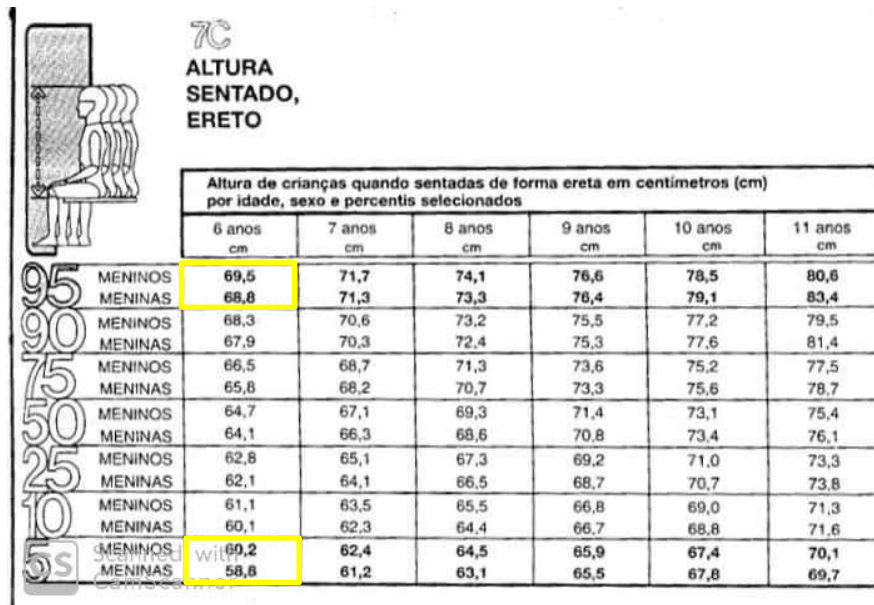 7C
ALTURA
SENTADO,
ERETO
Altura de crianças quando sentadas de forma ereta em centímetros (cm)
por idade, sexo e percentis selecionados
6 anos 7 anos 8 anos 9 anos 10 anos 11 anos
cm cm cm cm cm cm
95 MENINOS 69,5 71,7 74,1 76,6 78,5 80,6
MENINAS 68,8 71,3 73,3 76,4 79,1 83,4
90 MENINOS 68,3 70,6 73,2 75,5 77,2 79,5
MENINAS 67,9 70,3 72,4 75,3 77,6 81,4
75 MENINOS 66,5 68,7 71,3 73,6 75,2 77,5
MENINAS 65,8 68,2 70,7 73,3 75,6 78,7
50 MENINOS 64,7 67,1 69,3 71,4 73,1 75,4
MENINAS 64,1 66,3 68,6 70,8 73,4 76,1
25 MENINOS 62,8 65,1 67,3 69,2 71,0 73,3
MENINAS 62,1 64,1 66,5 68,7 70,7 73,8
10 MENINOS 61,1 63,5 65,5 66,8 69,0 71,3
MENINAS 60,1 62,3 64,4 66,7 68,8 71,6
5 MENINOS 60,2 62,4 64,5 65,9 67,4 70,1
MENINAS 58,8 61,2 63,1 65,5 67,8 69,7
CS Scanned with
CamScanner